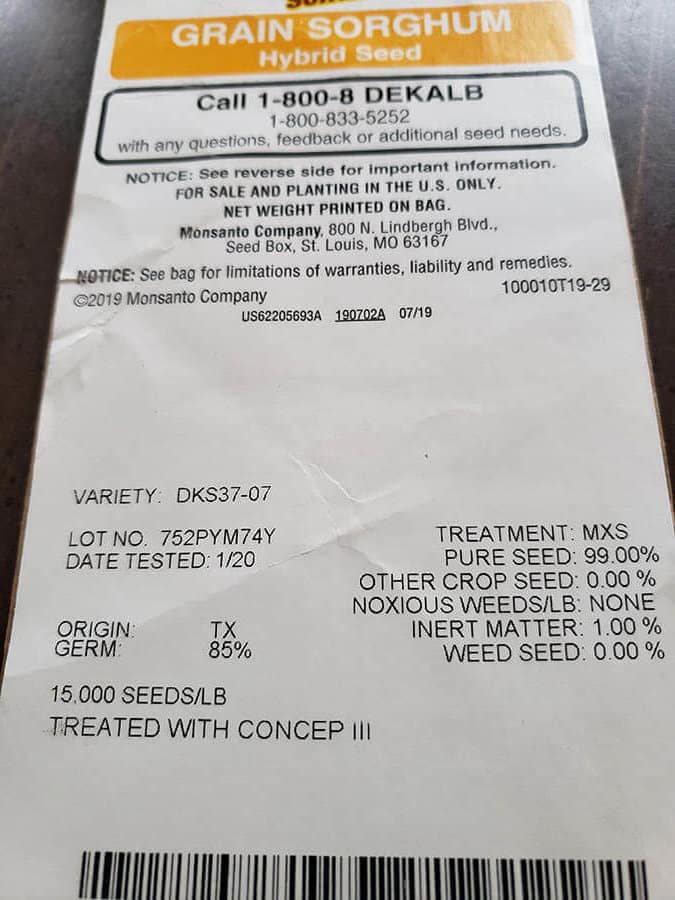 GRAIN SORGHUM
Hybrid Seed
Call 1-800-8 DEKALB
1-800-833-5252
with any questions, feedback or additional seed needs.
NOTICE: See reverse side for important information.
FOR SALE AND PLANTING IN THE U.S. ONLY.
NET WEIGHT PRINTED ON BAG.
Monsanto Company, 800 N. Lindbergh Blvd.,
Seed Box, St. Louis, MO 63167
NOTICE: See bag for limitations of warranties, liability and remedies.
©2019 Monsanto Company 100010T19-29
US62205693A 190702A 07/19
VARIETY: DKS37-07
LOT NO. 752PYM74Y
DATE TESTED: 1/20
TREATMENT: MXS
PURE SEED: 99.00%
OTHER CROP SEED: 0.00 %
NOXIOUS WEEDS/LB: NONE
ORIGIN: TX
GERM: 85%
INERT MATTER: 1.00 %
WEED SEED: 0.00 %
15,000 SEEDS/LB
TREATED WITH CONCEP III